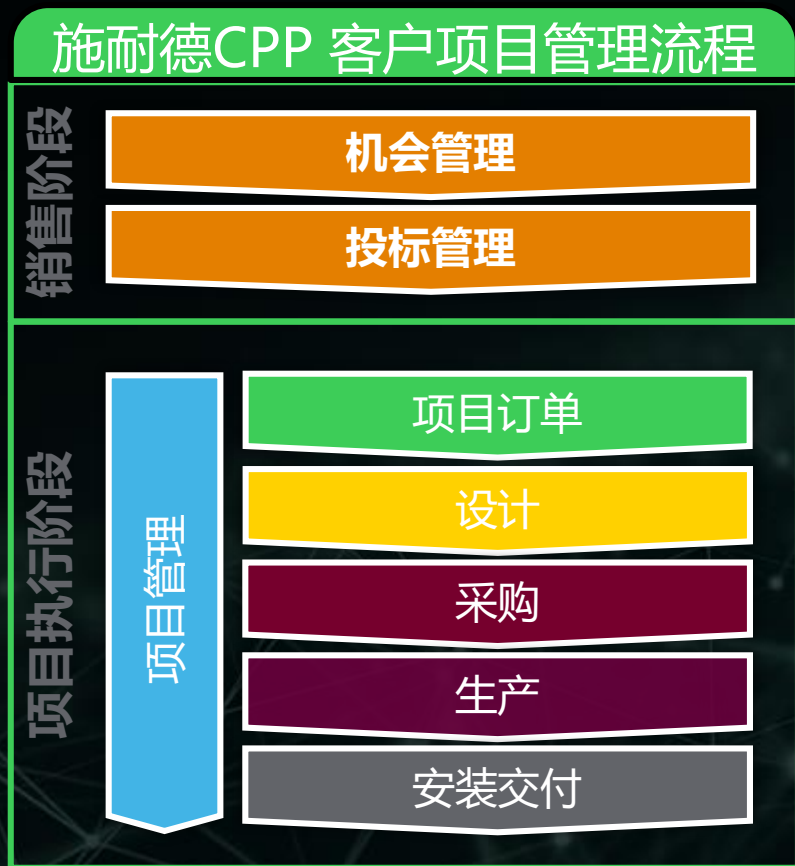 施耐德CPP 客户项目管理流程
销售阶段
机会管理
投标管理
项目执行阶段
项目管理
项目订单
设计
采购
生产
安装交付